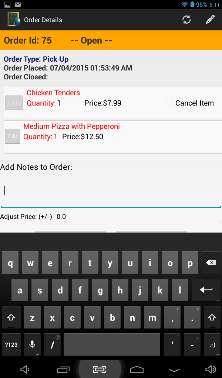 6:11
Order Details
Order Id: 75 -- Open --
Order Type: Pick Up
Order Placed: 07/04/2015 01:53:49 AM
Order Closed:
Chicken Tenders
Quantity:1 Price:$7.99 Cancel Item
Medium Pizza with Pepperoni
Quantity:1 Price:$12.50
Add Notes to Order:
Adjust Price: (+/-) 0.0
q w e r t y u i o p
a s d f g h j k l
z x c v b n m , .
?123 / ' - :-)